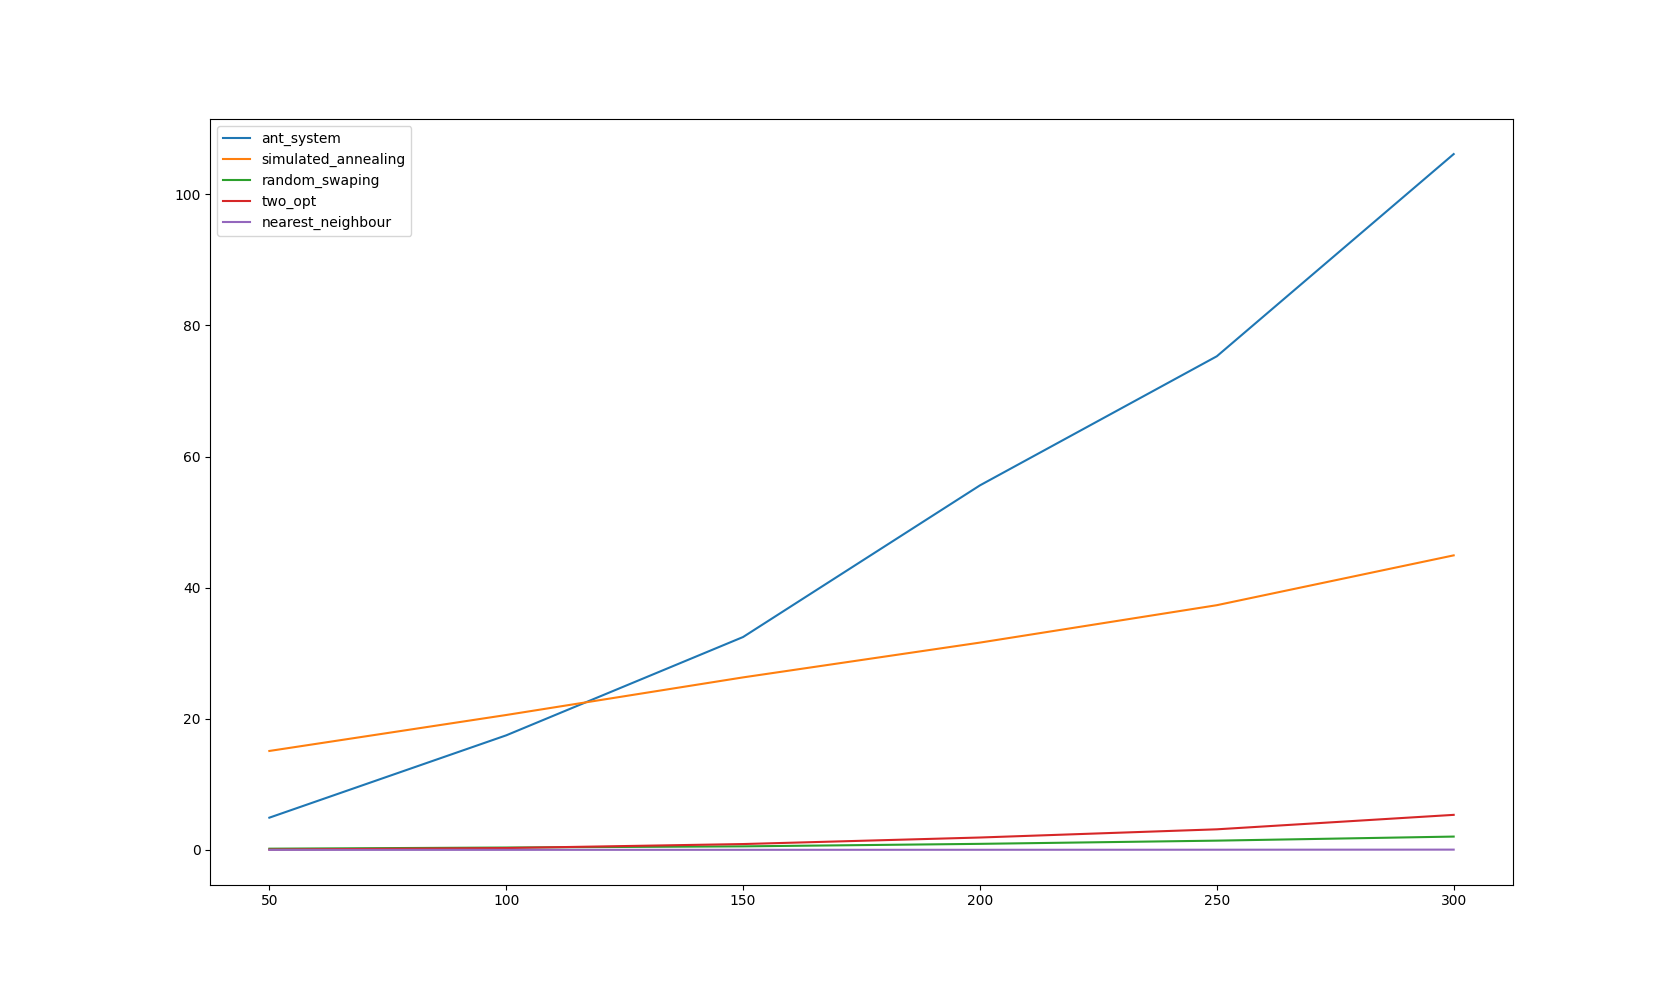 ant_system
simulated_annealing
random_swaping
two_opt
nearest_neighbour
100
80
60
40
20
0
50 100 150 200 250 300